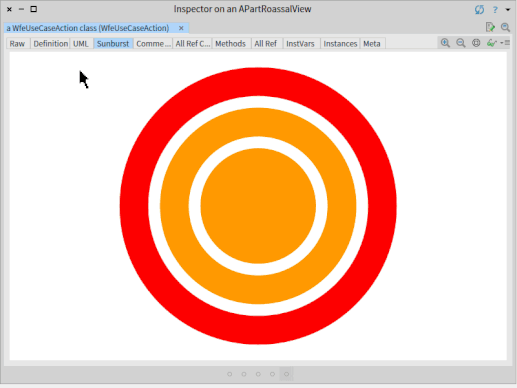 Inspector on an APartRoassalView
a WfeUseCaseAction class (WfeUseCaseAction)
Raw Definition UML Sunburst Comme... All Ref C... Methods All Ref InstVars Instances Meta